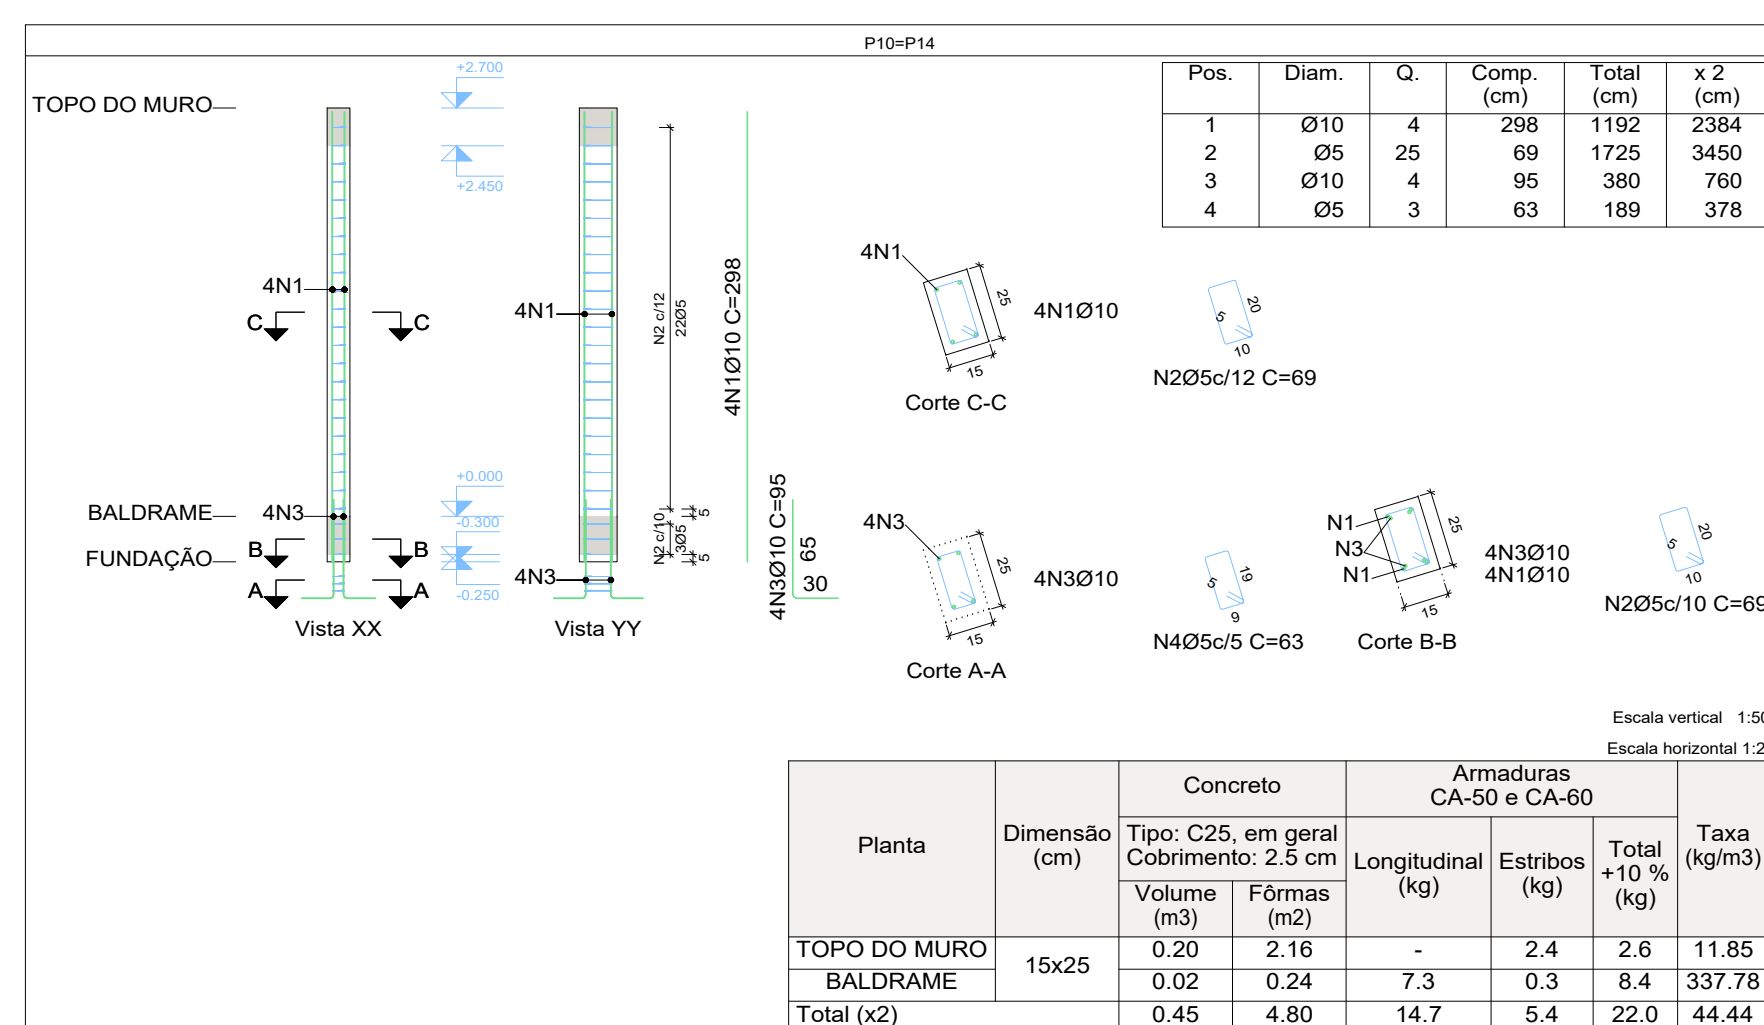 P10=P14
Pos. Diam. Q. Comp. (cm) Total (cm) x 2 (cm)
1 Ø10 4 298 1192 2384
2 Ø5 25 69 1725 3450
3 Ø10 4 95 380 760
4 Ø5 3 63 189 378
TOPO DO MURO
+2.700
+2.450
4N1
C C
4N1
N2 c/12
22Ø5
4N1Ø10 C=298
+0.000
BALDRAME
4N3
-0.300
FUNDAÇÃO
B B
A A
-0.250
4N3
N2 c/10
3Ø5
5
5
4N3Ø10 C=95
65
30
Vista XX
Vista YY
4N1
25
15
4N1Ø10
Corte C-C
20
5
10
N2Ø5c/12 C=69
4N3
25
15
4N3Ø10
Corte A-A
19
5
9
N4Ø5c/5 C=63
N1
N3
N1
25
15
4N3Ø10
4N1Ø10
Corte B-B
20
5
10
N2Ø5c/10 C=69
Escala vertical 1:50
Escala horizontal 1:2
Planta
Dimensão
(cm)
Concreto
Tipo: C25, em geral
Cobrimento: 2.5 cm
Volume
(m3)
Fôrmas
(m2)
Armaduras
CA-50 e CA-60
Longitudinal
(kg)
Estribos
(kg)
Total
+10 %
(kg)
Taxa
(kg/m3)
TOPO DO MURO 15x25 0.20 2.16 - 2.4 2.6 11.85
BALDRAME 0.02 0.24 7.3 0.3 8.4 337.78
Total (x2) 0.45 4.80 14.7 5.4 22.0 44.44